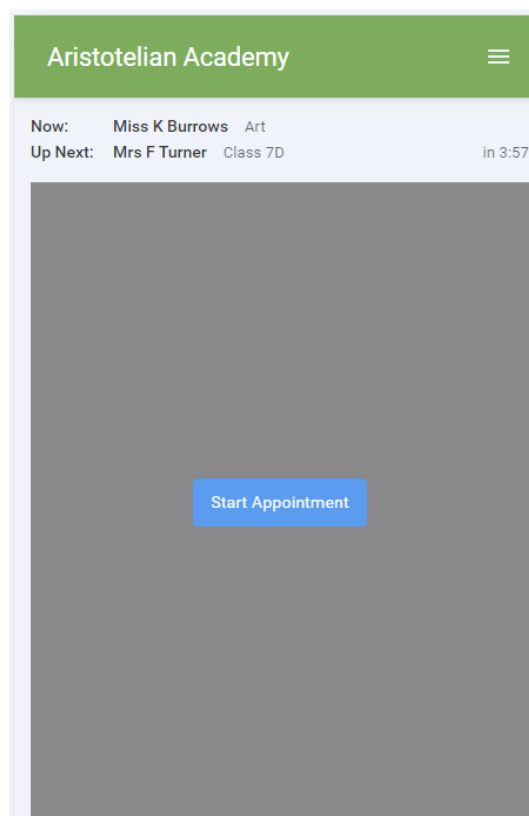 Aristotelian Academy
Now: Miss K Burrows Art
Up Next: Mrs F Turner Class 7D in 3:57
Start Appointment